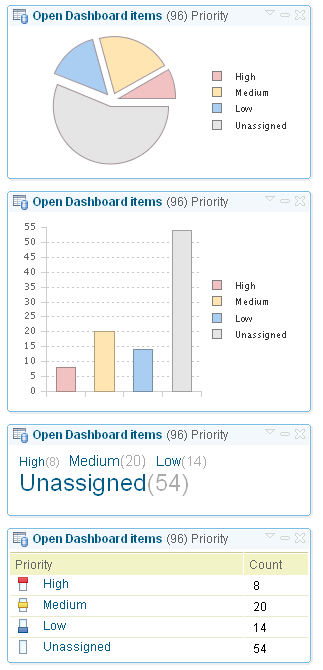 Open Dashboard items (96) Priority
High
Medium
Low
Unassigned
Open Dashboard items (96) Priority
55
50
45
40
35
30
25
20
15
10
5
0
High
Medium
Low
Unassigned
Open Dashboard items (96) Priority
High(8) Medium(20) Low(14)
Unassigned(54)
Open Dashboard items (96) Priority
Priority Count
High 8
Medium 20
Low 14
Unassigned 54